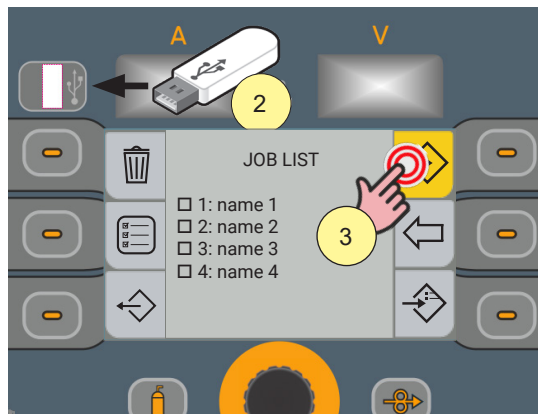 A
V
2
JOB LIST
1: name 1
2: name 2
3: name 3
4: name 4
3